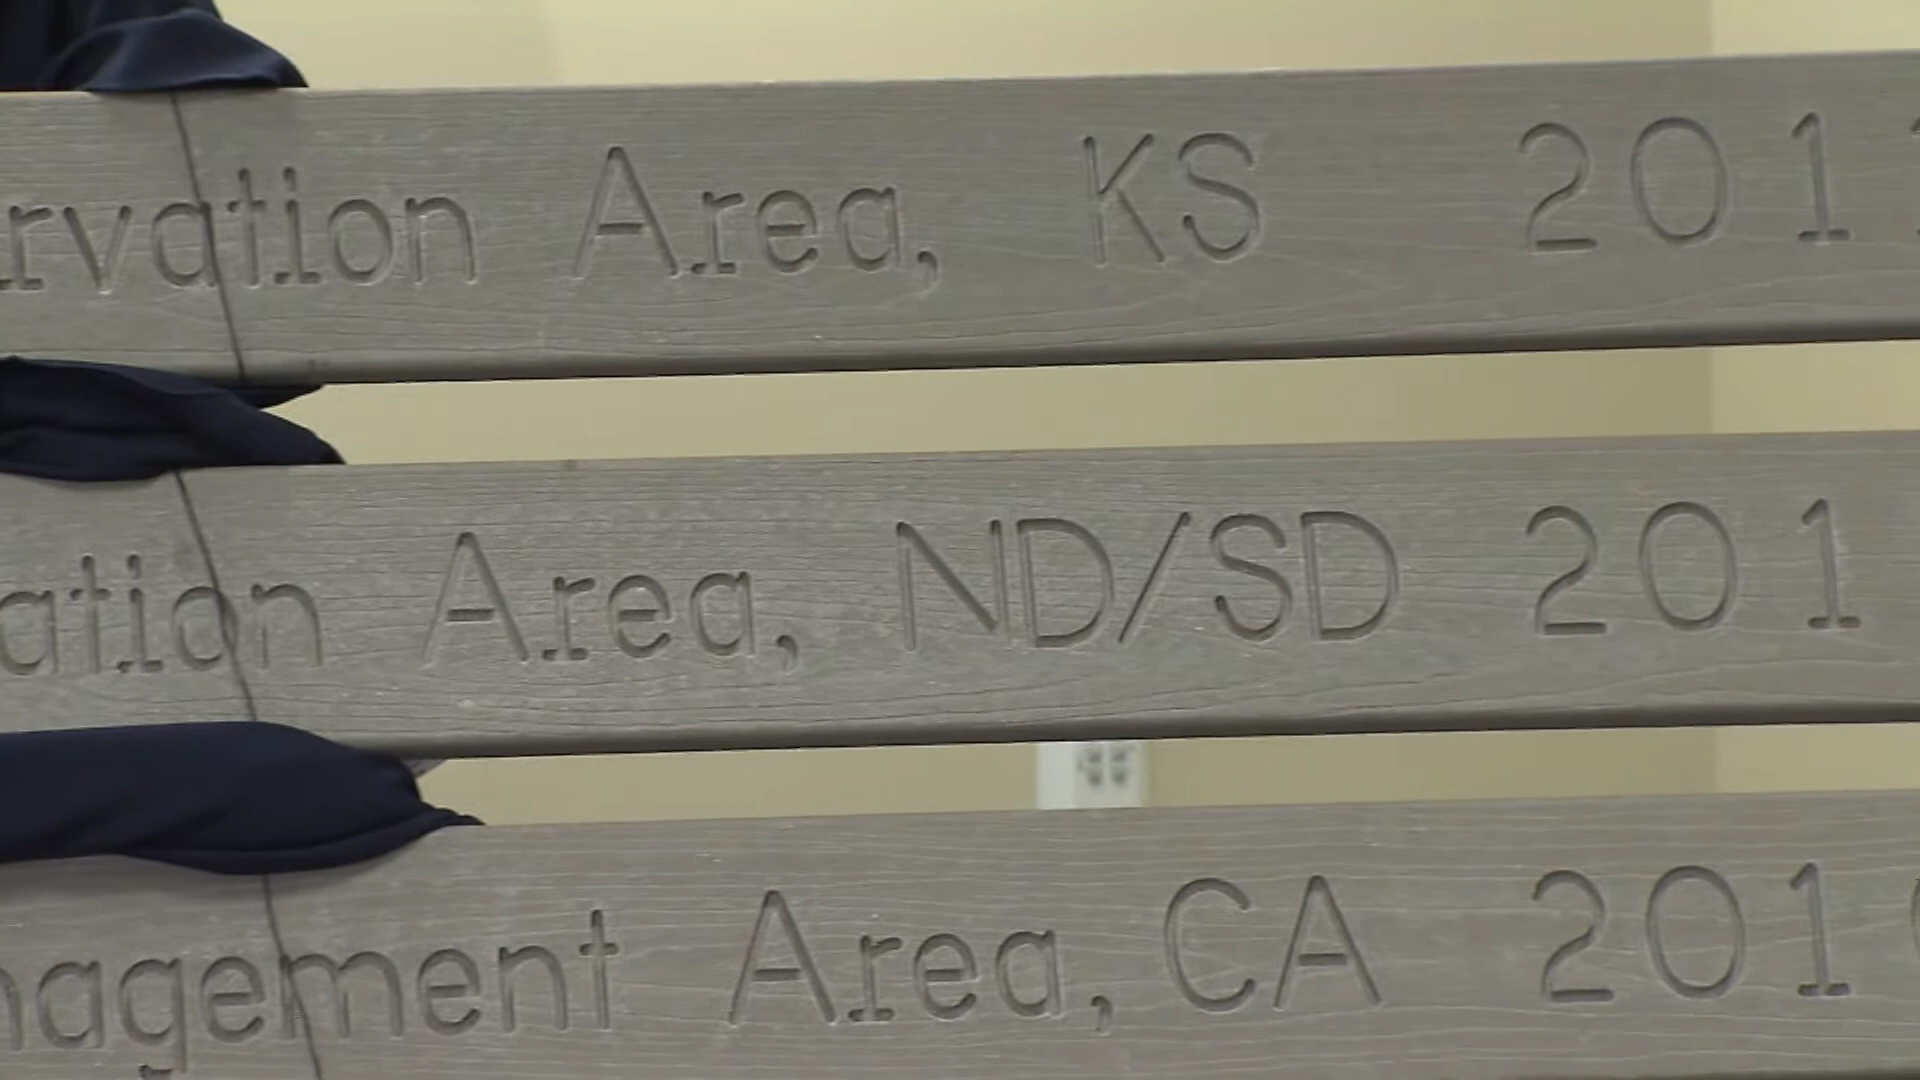 rvation Area, KS 201
ation Area, ND/SD 201
nagement Area, CA 201